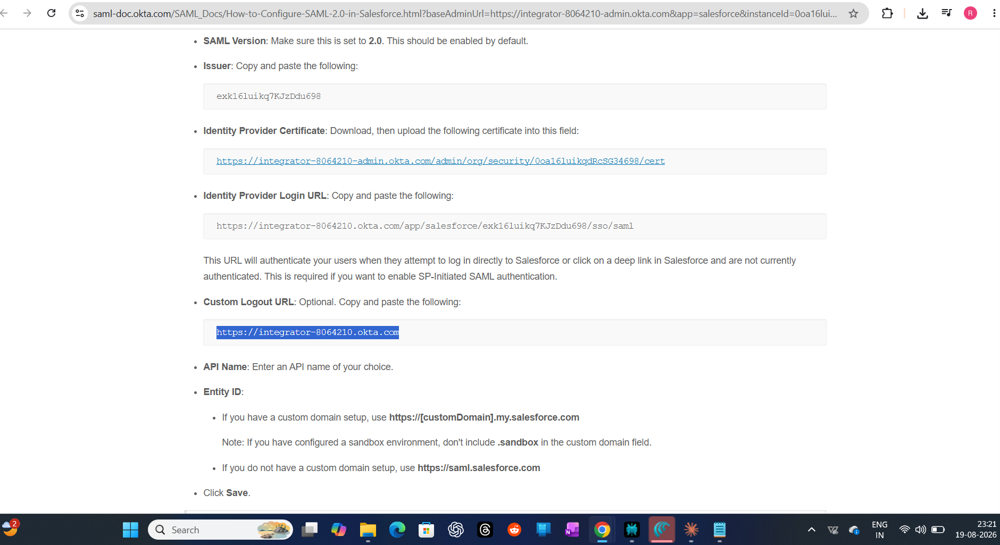 saml-doc.okta.com/SAML_Docs/How-to-Configure-SAML-2.0-in-Salesforce.html?baseAdminUrl=https://integrator-8064210-admin.okta.com&app=salesforce&instanceId=0oa16lui...
R
SAML Version: Make sure this is set to 2.0. This should be enabled by default.
Issuer: Copy and paste the following:
exk16luikq7KJzDdu698
Identity Provider Certificate: Download, then upload the following certificate into this field:
https://integrator-8064210-admin.okta.com/admin/org/security/0oa16luikqdRcSG34698/cert
Identity Provider Login URL: Copy and paste the following:
https://integrator-8064210.okta.com/app/salesforce/exk16luikq7KJzDdu698/sso/saml
This URL will authenticate your users when they attempt to log in directly to Salesforce or click on a deep link in Salesforce and are not currently
authenticated. This is required if you want to enable SP-Initiated SAML authentication.
Custom Logout URL: Optional. Copy and paste the following:
https://integrator-8064210.okta.com
API Name: Enter an API name of your choice.
Entity ID:
If you have a custom domain setup, use https://[customDomain].my.salesforce.com
Note: If you have configured a sandbox environment, don't include .sandbox in the custom domain field.
If you do not have a custom domain setup, use https://saml.salesforce.com
Click Save.
2
Search
N
ENG
IN
23:21
19-08-2026